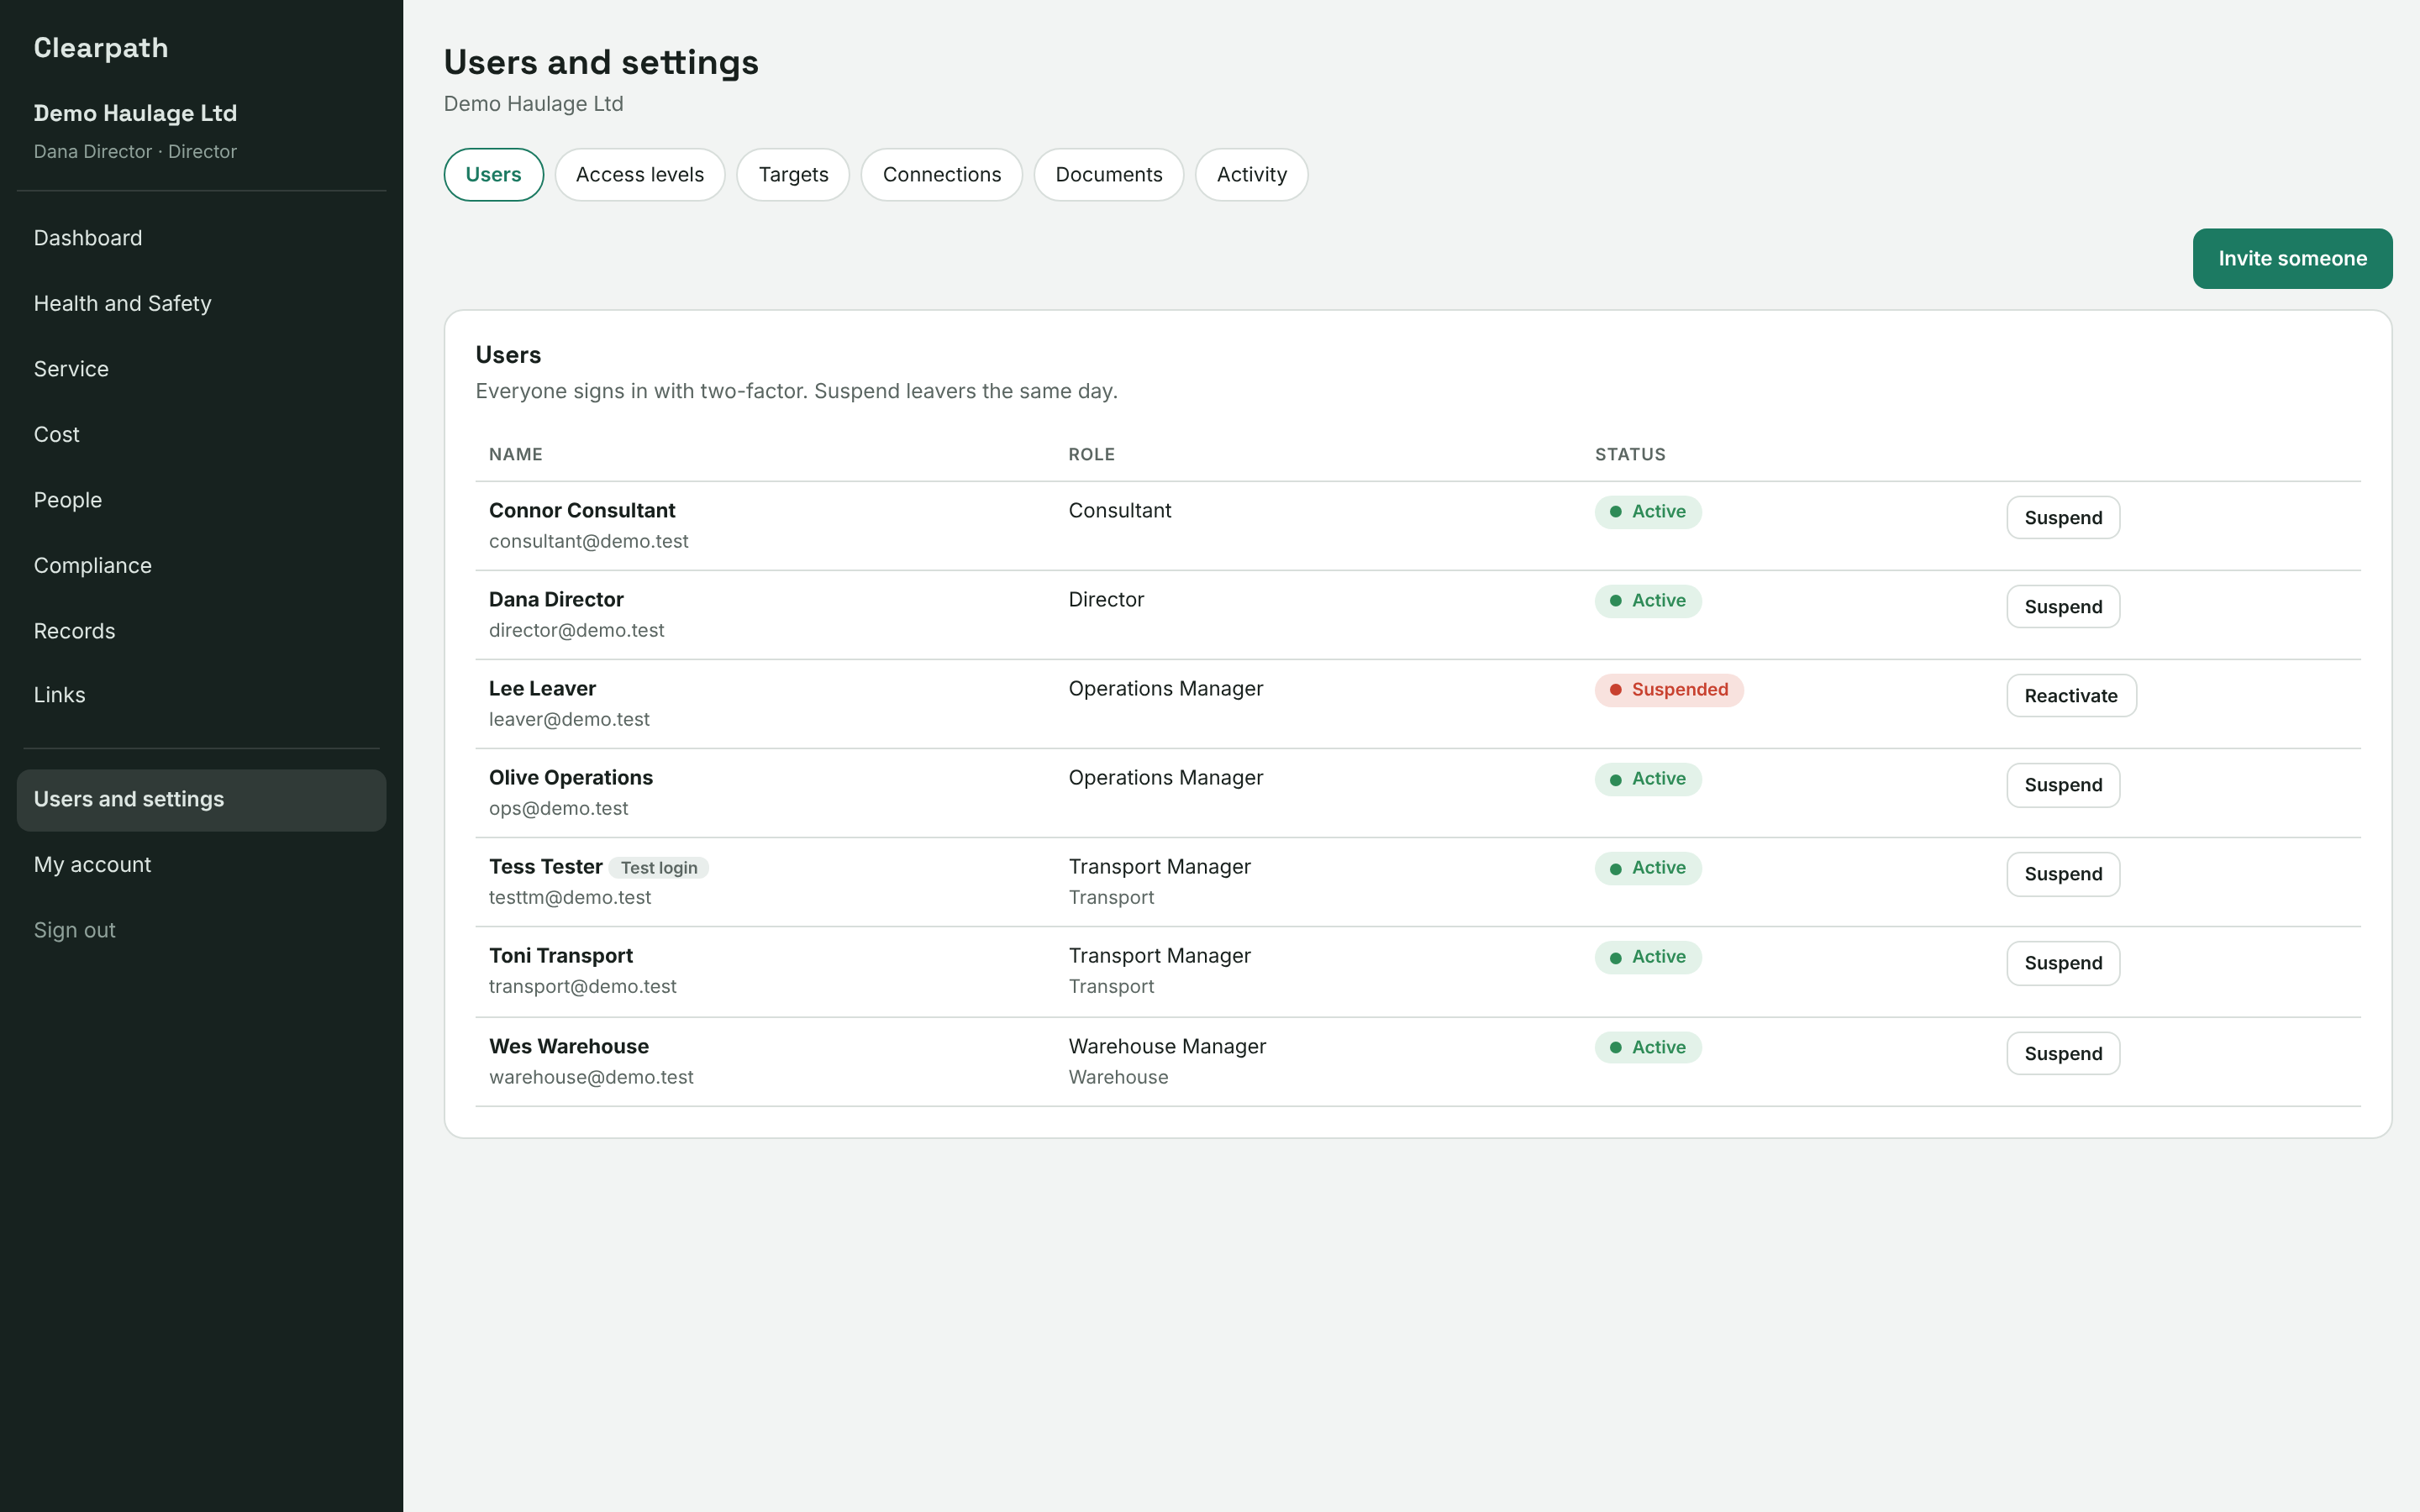 Clearpath
Demo Haulage Ltd
Dana Director · Director
Dashboard
Health and Safety
Service
Cost
People
Compliance
Records
Links
Users and settings
My account
Sign out
Users and settings
Demo Haulage Ltd
Users Access levels Targets Connections Documents Activity
Invite someone
Users
Everyone signs in with two-factor. Suspend leavers the same day.
NAME ROLE STATUS
Connor Consultant Consultant Active Suspend
consultant@demo.test
Dana Director Director Active Suspend
director@demo.test
Lee Leaver Operations Manager Suspended Reactivate
leaver@demo.test
Olive Operations Operations Manager Active Suspend
ops@demo.test
Tess Tester Test login Transport Manager Active Suspend
testtm@demo.test Transport
Toni Transport Transport Manager Active Suspend
transport@demo.test Transport
Wes Warehouse Warehouse Manager Active Suspend
warehouse@demo.test Warehouse